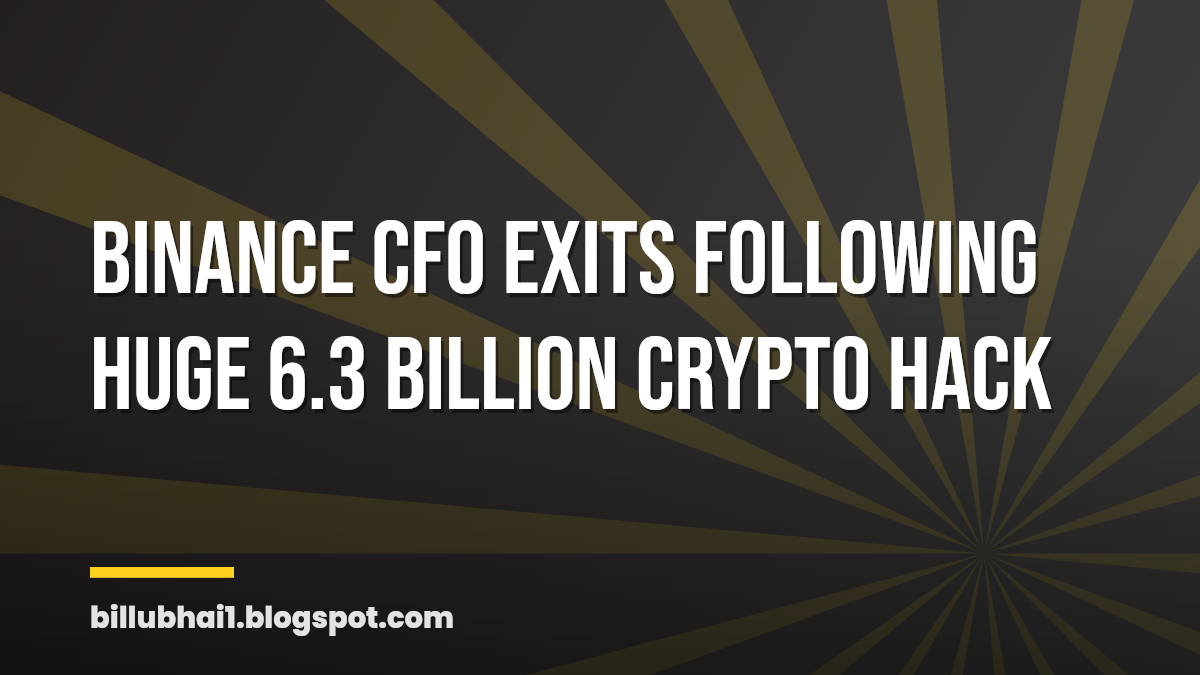 BINANCE CFO EXITS FOLLOWING
HUGE 6.3 BILLION CRYPTO HACK
billubhai1.blogspot.com